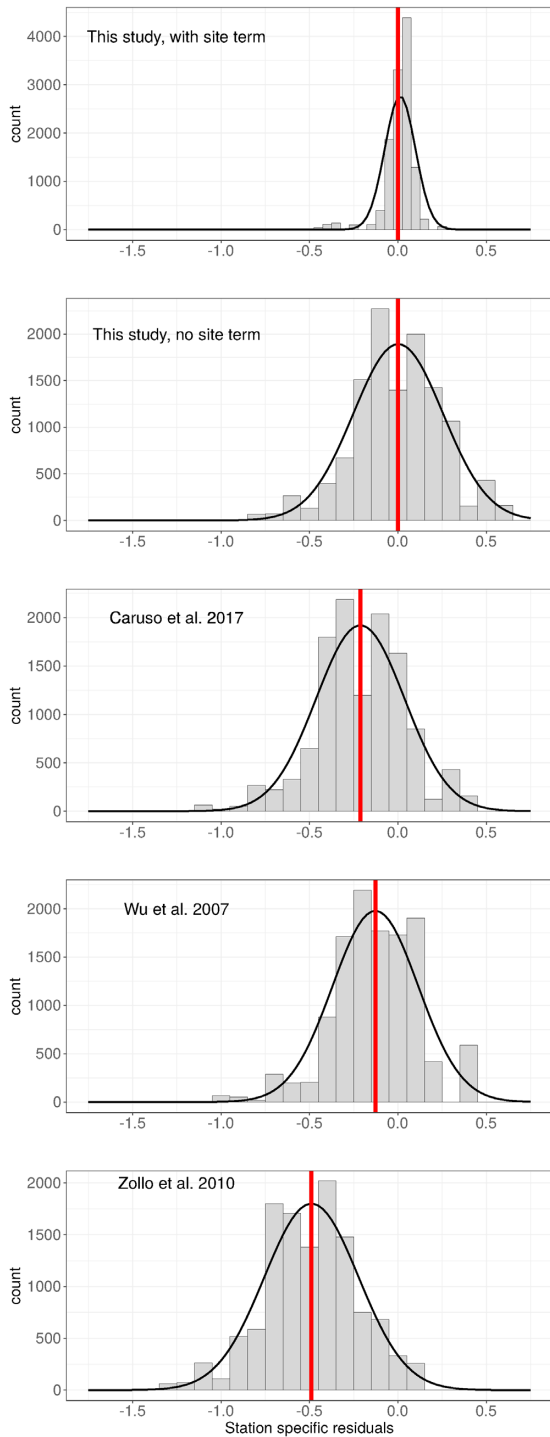 This study, with site term
4000
3000
2000
1000
0
count
-1.5 -1.0 -0.5 0.0 0.5
This study, no site term
2000
1500
1000
500
0
count
-1.5 -1.0 -0.5 0.0 0.5
Caruso et al. 2017
2000
1500
1000
500
0
count
-1.5 -1.0 -0.5 0.0 0.5
Wu et al. 2007
2000
1500
1000
500
0
count
-1.5 -1.0 -0.5 0.0 0.5
Zollo et al. 2010
2000
1500
1000
500
0
count
-1.5 -1.0 -0.5 0.0 0.5
Station specific residuals